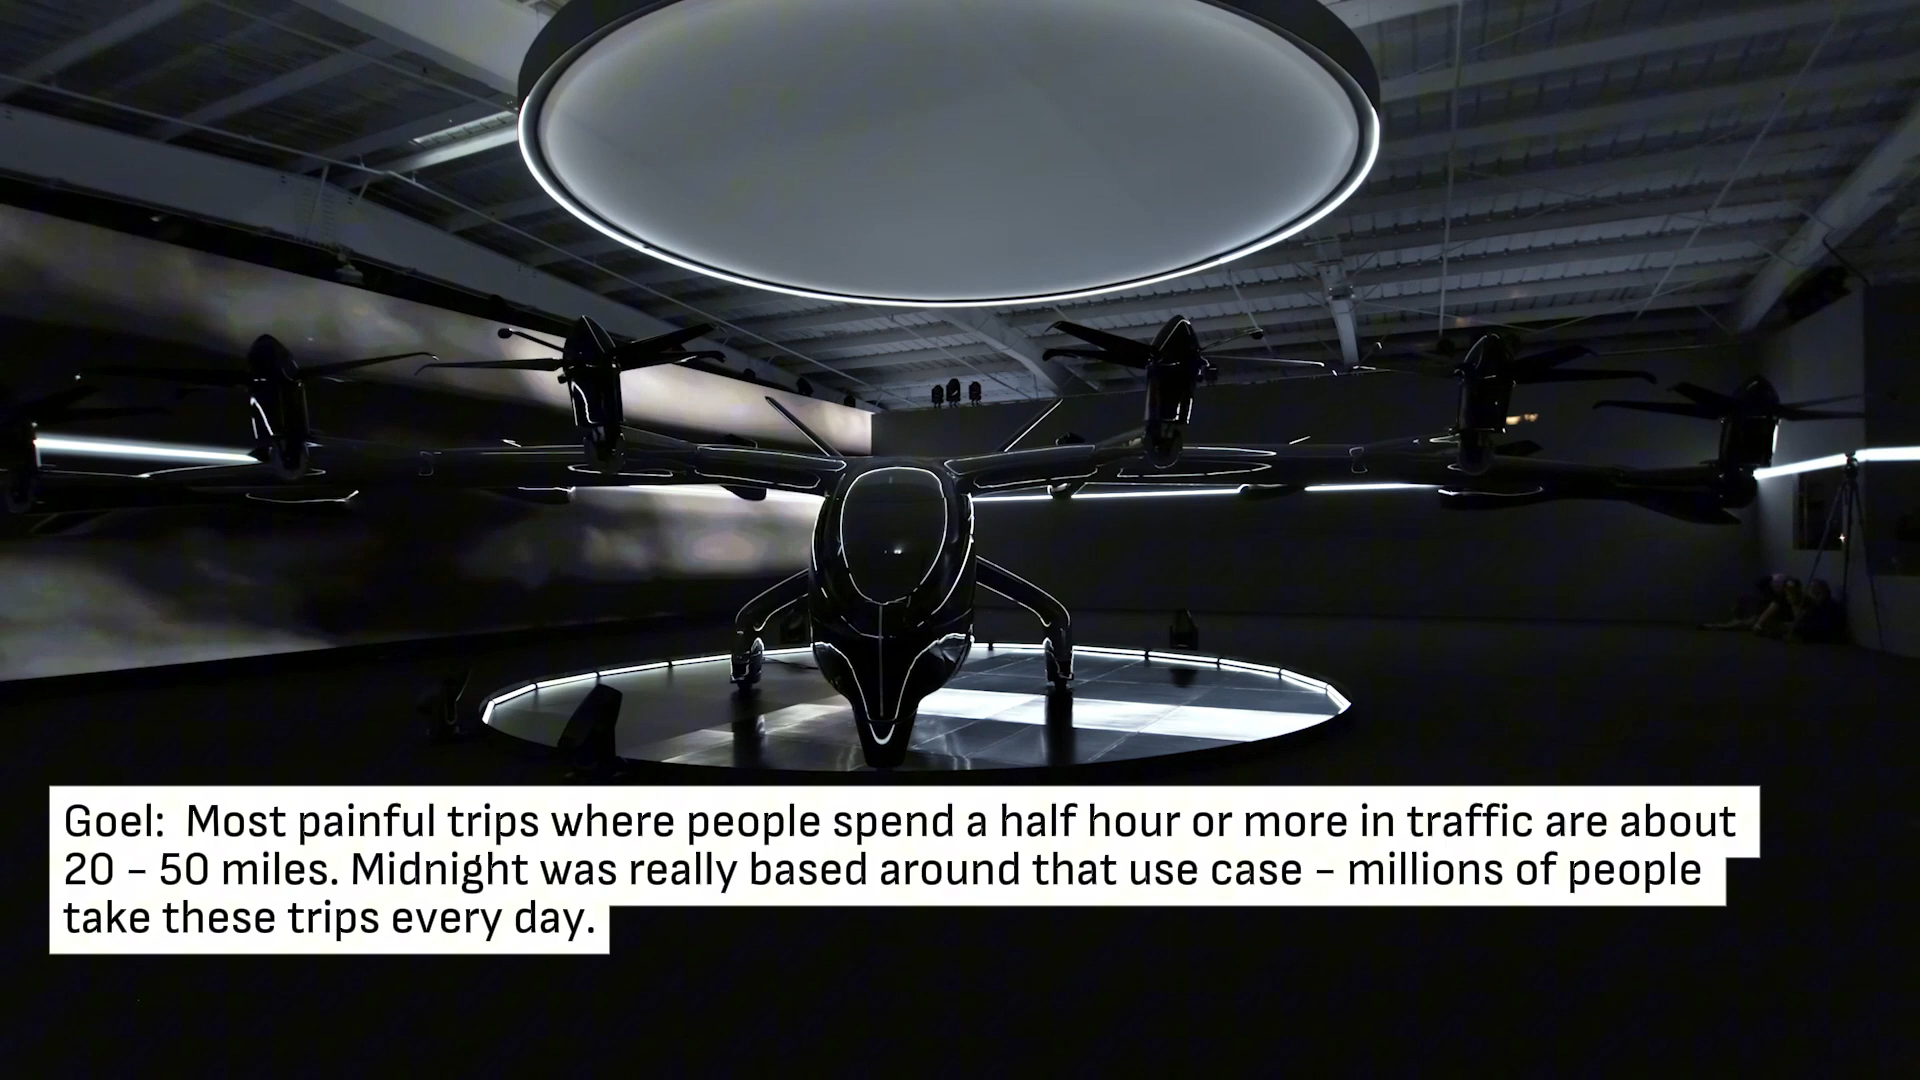 Goel:  Most painful trips where people spend a half hour or more in traffic are about
20 – 50 miles. Midnight was really based around that use case – millions of people
take these trips every day.